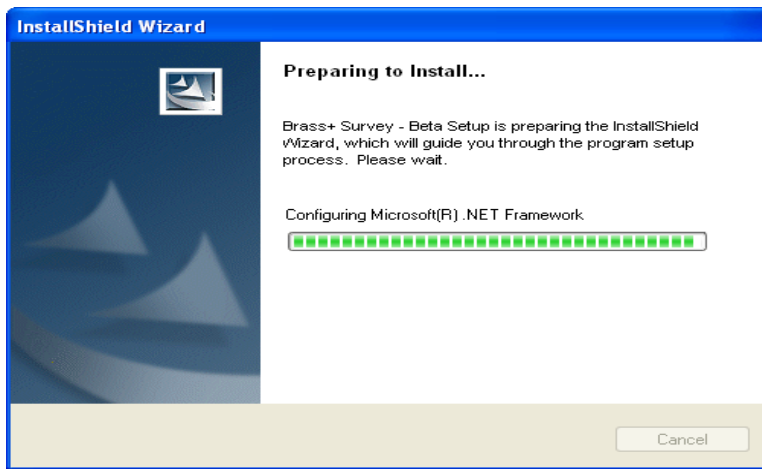 InstallShield Wizard
Preparing to Install...
Brass+ Survey - Beta Setup is preparing the InstallShield
Wizard, which will guide you through the program setup
process. Please wait.
Configuring Microsoft(R) .NET Framework
Cancel